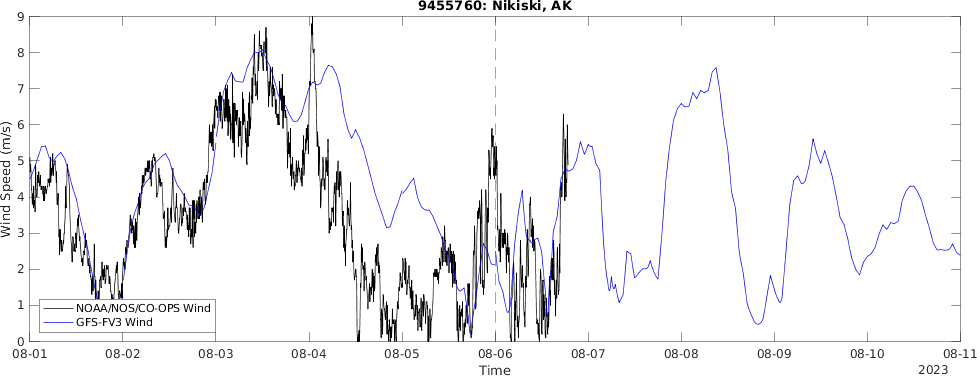 9455760: Nikiski, AK
Wind Speed (m/s)
9
8
7
6
5
4
3
2
1
0
NOAA/NOS/CO-OPS Wind
GFS-FV3 Wind
08-01 08-02 08-03 08-04 08-05 08-06 08-07 08-08 08-09 08-10 08-11
Time
2023